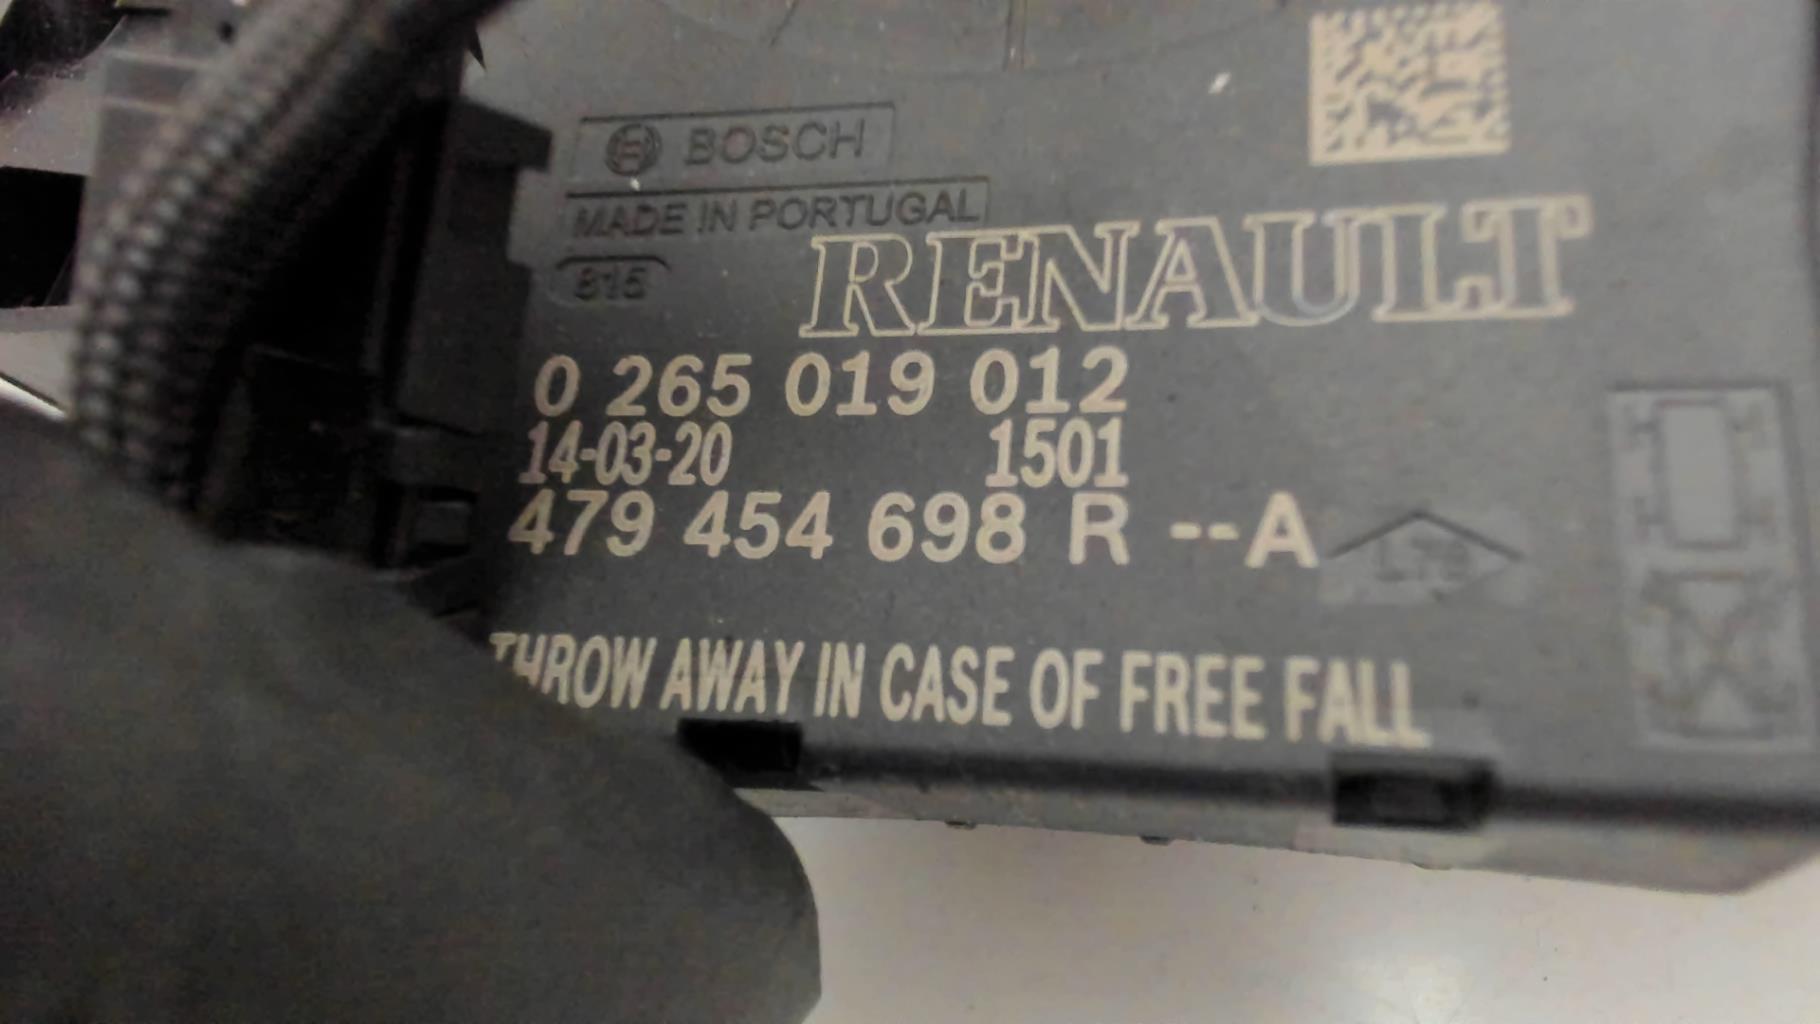 BOSCH
MADE IN PORTUGAL
815
RENAULT
0 265 019 012
14-03-20 1501
479 454 698 R --A
THROW AWAY IN CASE OF FREE FALL